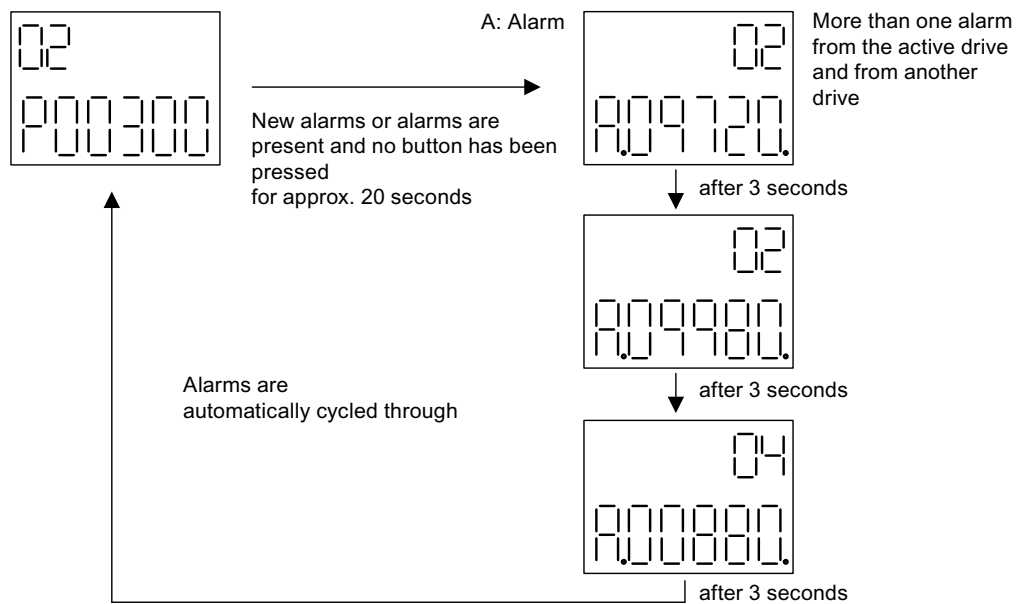 02
P00300
New alarms or alarms are
present and no button has been
pressed
for approx. 20 seconds
A: Alarm
02
A.09720.
More than one alarm
from the active drive
and from another
drive
after 3 seconds
02
A.09980.
after 3 seconds
Alarms are
automatically cycled through
04
A.00880.
after 3 seconds